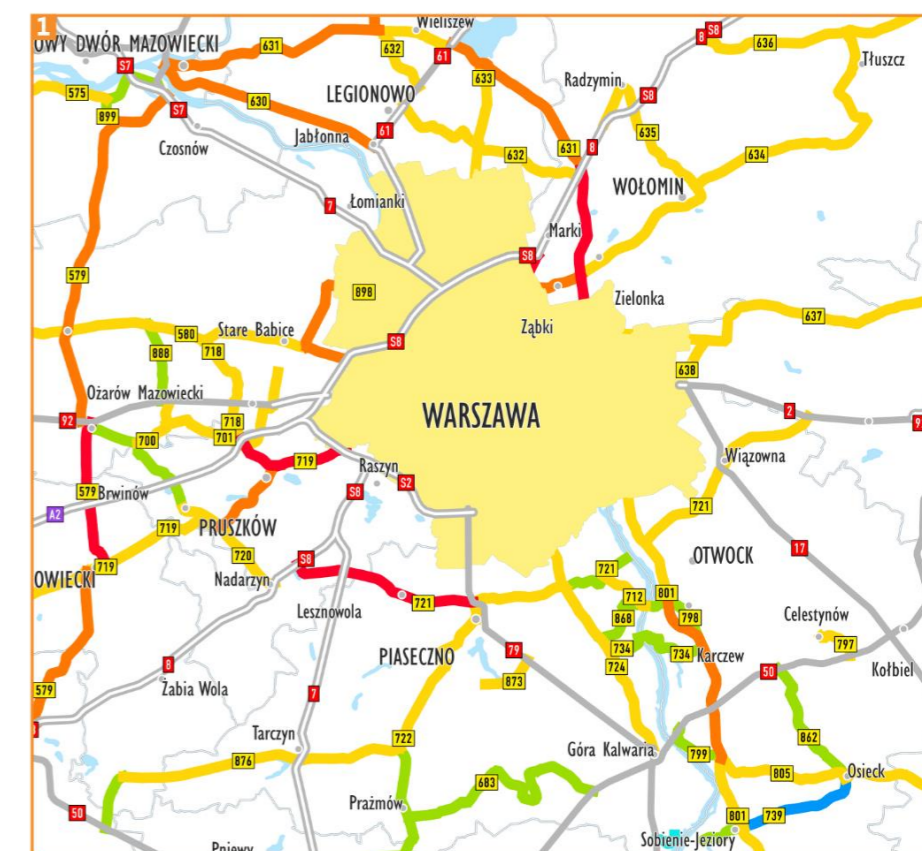 1
Wieliszew
8
S8
636
OWY DWÓR MAZOWIECKI
631
632
61
Tłuszcz
S7
633
Radzymin
575
LEGIONOWO
S8
899
S7
630
61
635
Czosnów
Jabłonna
632
631
8
634
WOŁOMIN
7
Łomianki
Marki
S8
579
898
Zielonka
637
580
Stare Babice
S8
Ząbki
888
718
638
Ożarów Mazowiecki
92
718
WARSZAWA
2
9
700
701
719
Raszyn
Wiązowna
579
Brwinów
S8
S2
A2
721
719
PRUSZKÓW
17
720
OTWOCK
OWIECKI
719
S8
721
Nadarzyn
712
801
Lesznowola
721
868
798
Celestynów
734
734
Karczew
797
PIASECZNO
79
724
Kołbiel
8
50
579
Żabia Wola
7
873
Tarczyn
722
862
Góra Kalwaria
799
876
805
Osieck
683
50
Prażmów
801
739
Sobienie-Jeziory
Pniewy